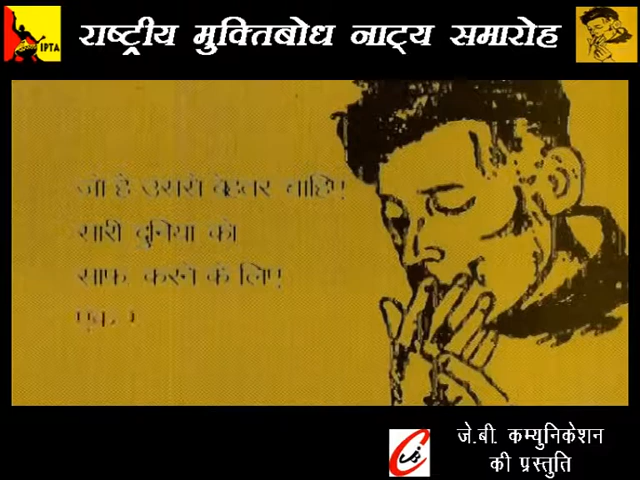 IPTA
राष्ट्रीय मुक्तिबोध नाट्य समारोह
जो है उससे बेहतर चाहिए
सारी दुनिया को
साफ करने के लिए
जे.बी. कम्युनिकेशन
की प्रस्तुति